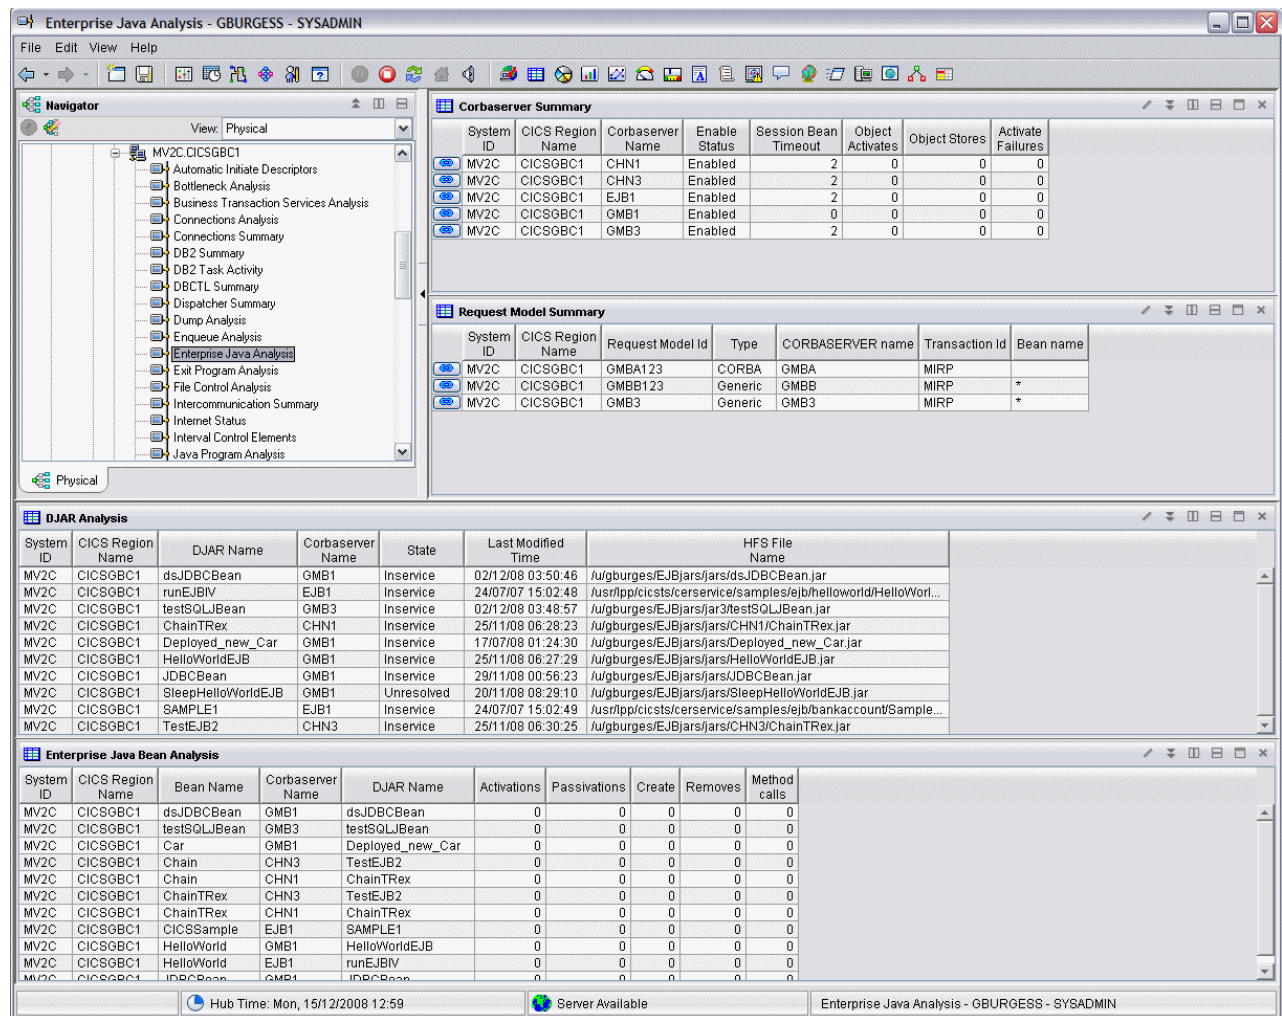 Enterprise Java Analysis - GBURGESS - SYSADMIN
File Edit View Help
Navigator
View: Physical
MV2C.CICSGBC1
Automatic Initiate Descriptors
Bottleneck Analysis
Business Transaction Services Analysis
Connections Analysis
Connections Summary
DB2 Summary
DB2 Task Activity
DBCTL Summary
Dispatcher Summary
Dump Analysis
Enqueue Analysis
Enterprise Java Analysis
Exit Program Analysis
File Control Analysis
Intercommunication Summary
Internet Status
Interval Control Elements
Java Program Analysis
Physical
Corbaserver Summary
System ID CICS Region Name Corbaserver Name Enable Status Session Bean Timeout Object Activates Object Stores Activate Failures
MV2C CICSGBC1 CHN1 Enabled 2 0 0 0
MV2C CICSGBC1 CHN3 Enabled 2 0 0 0
MV2C CICSGBC1 EJB1 Enabled 2 0 0 0
MV2C CICSGBC1 GMB1 Enabled 0 0 0 0
MV2C CICSGBC1 GMB3 Enabled 2 0 0 0
Request Model Summary
System ID CICS Region Name Request Model Id Type CORBASERVER name Transaction Id Bean name
MV2C CICSGBC1 GMBA123 CORBA GMBA MIRP
MV2C CICSGBC1 GMBB123 Generic GMBB MIRP *
MV2C CICSGBC1 GMB3 Generic GMB3 MIRP *
DJAR Analysis
System ID CICS Region Name DJAR Name Corbaserver Name State Last Modified Time HFS File Name
MV2C CICSGBC1 dsJDBCBean GMB1 Inservice 02/12/08 03:50:46 /u/gburges/EJBjars/jars/dsJDBCBean.jar
MV2C CICSGBC1 runEJBIV EJB1 Inservice 24/07/07 15:02:48 /usr/lpp/cicsts/cerservice/samples/ejb/helloworld/HelloWorl...
MV2C CICSGBC1 testSQLJBean GMB3 Inservice 02/12/08 03:48:57 /u/gburges/EJBjars/jar3/testSQLJBean.jar
MV2C CICSGBC1 ChainTRex CHN1 Inservice 25/11/08 06:28:23 /u/gburges/EJBjars/jars/CHN1/ChainTRex.jar
MV2C CICSGBC1 Deployed_new_Car GMB1 Inservice 17/07/08 01:24:30 /u/gburges/EJBjars/jars/Deployed_new_Car.jar
MV2C CICSGBC1 HelloWorldEJB GMB1 Inservice 25/11/08 06:27:29 /u/gburges/EJBjars/jars/HelloWorldEJB.jar
MV2C CICSGBC1 JDBCBean GMB1 Inservice 29/11/08 00:56:23 /u/gburges/EJBjars/jars/JDBCBean.jar
MV2C CICSGBC1 SleepHelloWorldEJB GMB1 Unresolved 20/11/08 08:29:10 /u/gburges/EJBjars/jars/SleepHelloWorldEJB.jar
MV2C CICSGBC1 SAMPLE1 EJB1 Inservice 24/07/07 15:02:49 /usr/lpp/cicsts/cerservice/samples/ejb/bankaccount/Sample...
MV2C CICSGBC1 TestEJB2 CHN3 Inservice 25/11/08 06:30:25 /u/gburges/EJBjars/jars/CHN3/ChainTRex.jar
Enterprise Java Bean Analysis
System ID CICS Region Name Bean Name Corbaserver Name DJAR Name Activations Passivations Create Removes Method calls
MV2C CICSGBC1 dsJDBCBean GMB1 dsJDBCBean 0 0 0 0 0
MV2C CICSGBC1 testSQLJBean GMB3 testSQLJBean 0 0 0 0 0
MV2C CICSGBC1 Car GMB1 Deployed_new_Car 0 0 0 0 0
MV2C CICSGBC1 Chain CHN3 TestEJB2 0 0 0 0 0
MV2C CICSGBC1 Chain CHN1 ChainTRex 0 0 0 0 0
MV2C CICSGBC1 ChainTRex CHN3 TestEJB2 0 0 0 0 0
MV2C CICSGBC1 ChainTRex CHN1 ChainTRex 0 0 0 0 0
MV2C CICSGBC1 CICSSample EJB1 SAMPLE1 0 0 0 0 0
MV2C CICSGBC1 HelloWorld GMB1 HelloWorldEJB 0 0 0 0 0
MV2C CICSGBC1 HelloWorld EJB1 runEJBIV 0 0 0 0 0
MV2C CICSGBC1 JDBCBean GMB1 JDBCBean 0 0 0 0 0
Hub Time: Mon, 15/12/2008 12:59
Server Available
Enterprise Java Analysis - GBURGESS - SYSADMIN